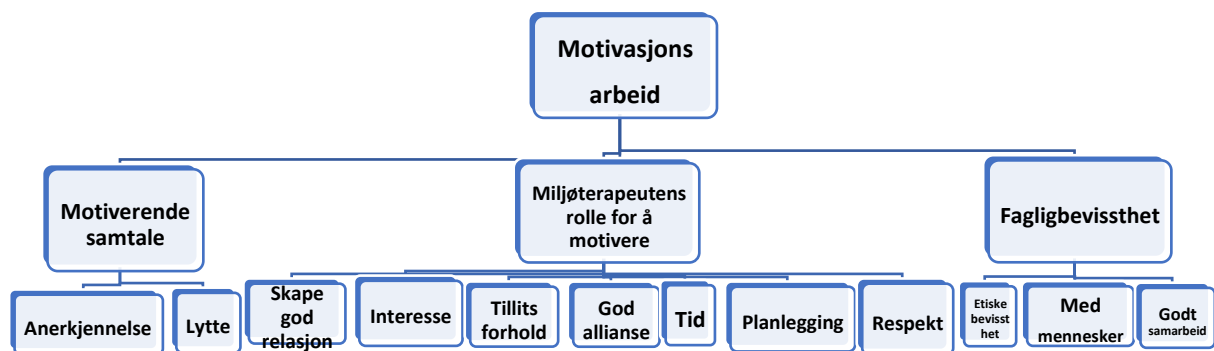 Motivasjons
arbeid
Motiverende
samtale
Miljøterapeutens
rolle for å
motivere
Fagligbevissthet
Anerkjennelse
Lytte
Skape
god
relasjon
Interesse
Tillits
forhold
God
allianse
Tid
Planlegging
Respekt
Etiske
bevisst
het
Med
mennesker
Godt
samarbeid